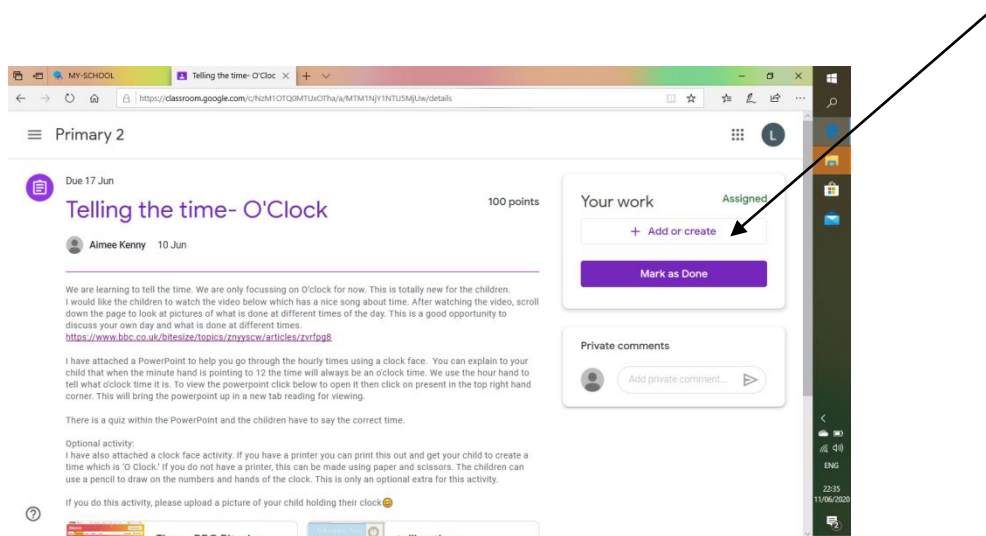 MY-SCHOOL
Telling the time- O'Cloc
Primary 2
L
Due 17 Jun
Telling the time- O'Clock
100 points
Aimee Kenny 10 Jun
We are learning to tell the time. We are only focussing on O'clock for now. This is totally new for the children.
I would like the children to watch the video below which has a nice song about time. After watching the video, scroll
down the page to look at pictures of what is done at different times of the day. This is a good opportunity to
discuss your own day and what is done at different times.
https://www.bbc.co.uk/bitesize/topics/znyyscw/articles/zvrfpg8
I have attached a PowerPoint to help you go through the hourly times using a clock face. You can explain to your
child that when the minute hand is pointing to 12 the time will always be an o'clock time. We use the hour hand to
tell what o'clock time it is. To view the powerpoint click below to open it then click on present in the top right hand
corner. This will bring the powerpoint up in a new tab reading for viewing.
There is a quiz within the PowerPoint and the children have to say the correct time.
Optional activity:
I have also attached a clock face activity. If you have a printer you can print this out and get your child to create a
time which is 'O Clock.' If you do not have a printer, this can be made using paper and scissors. The children can
use a pencil to draw on the numbers and hands of the clock. This is only an optional extra for this activity.
If you do this activity, please upload a picture of your child holding their clock😊
Your work
Assigned
+ Add or create
Mark as Done
Private comments
Add private comment...
ENG
22:35
11/06/2020
2